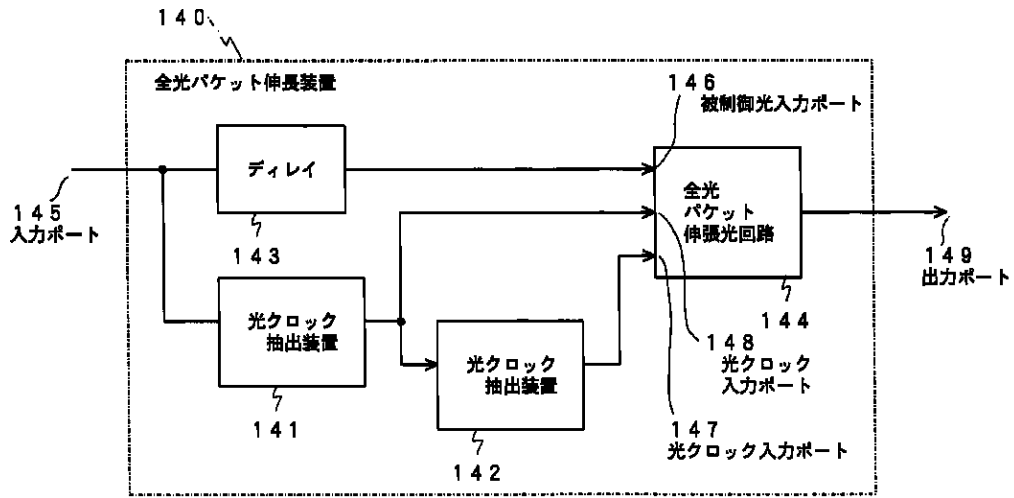 140
全光パケット伸長装置
146
被制御光入力ポート
ディレイ
全光
パケット
伸張光回路
145
入力ポート
143
149
出力ポート
光クロック
抽出装置
144
148
光クロック
入力ポート
光クロック
抽出装置
141
147
光クロック入力ポート
142